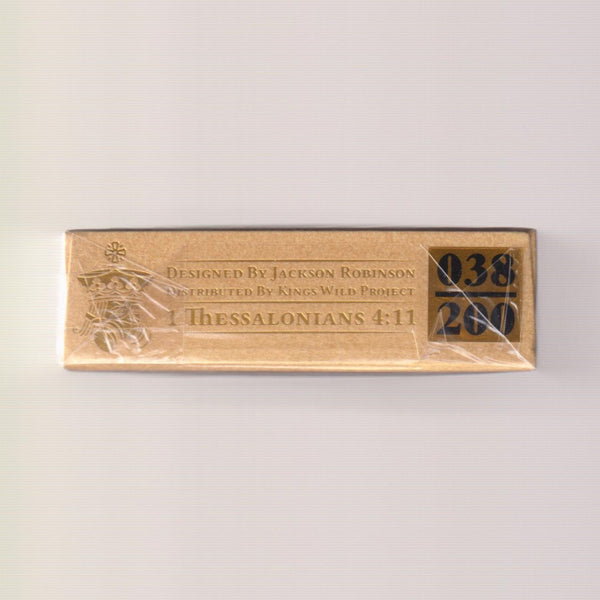 Designed By Jackson Robinson
Distributed By Kings Wild Project
1 Thessalonians 4:11
038
200